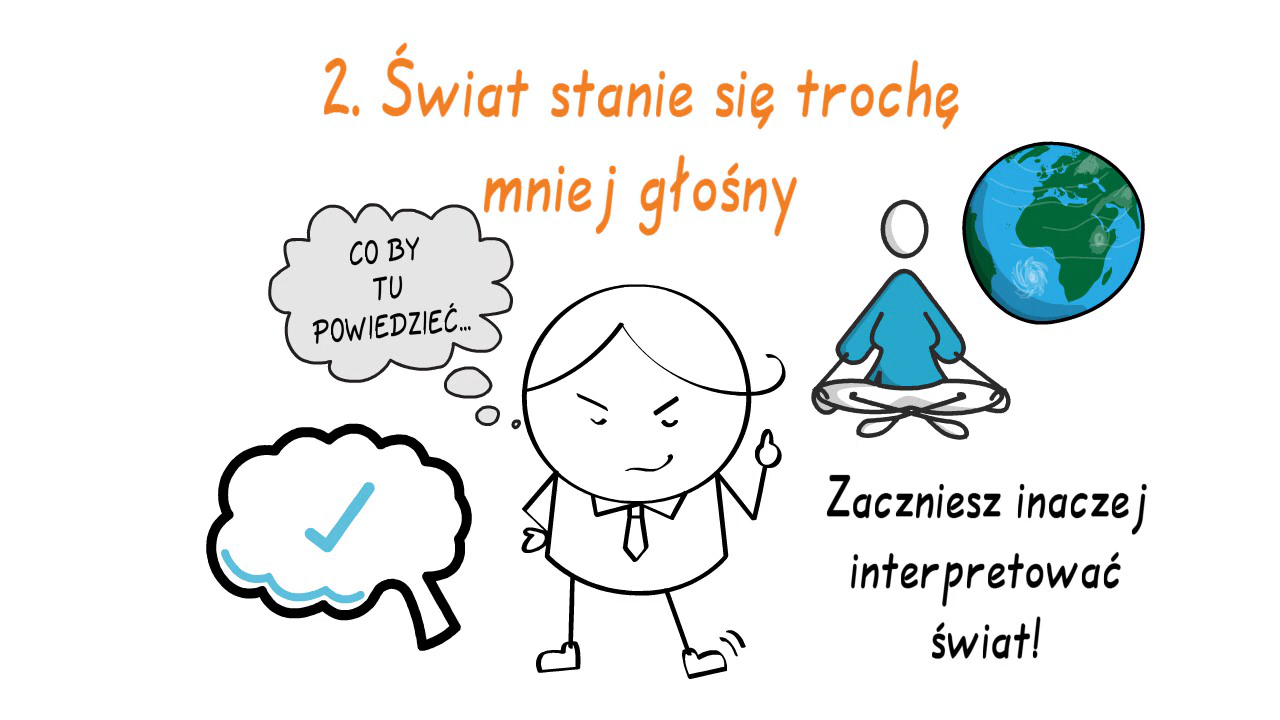 2. Świat stanie się trochę
mniej głośny
CO BY
TU
POWIEDZIEĆ...
Zaczniesz inaczej
interpretować
świat!